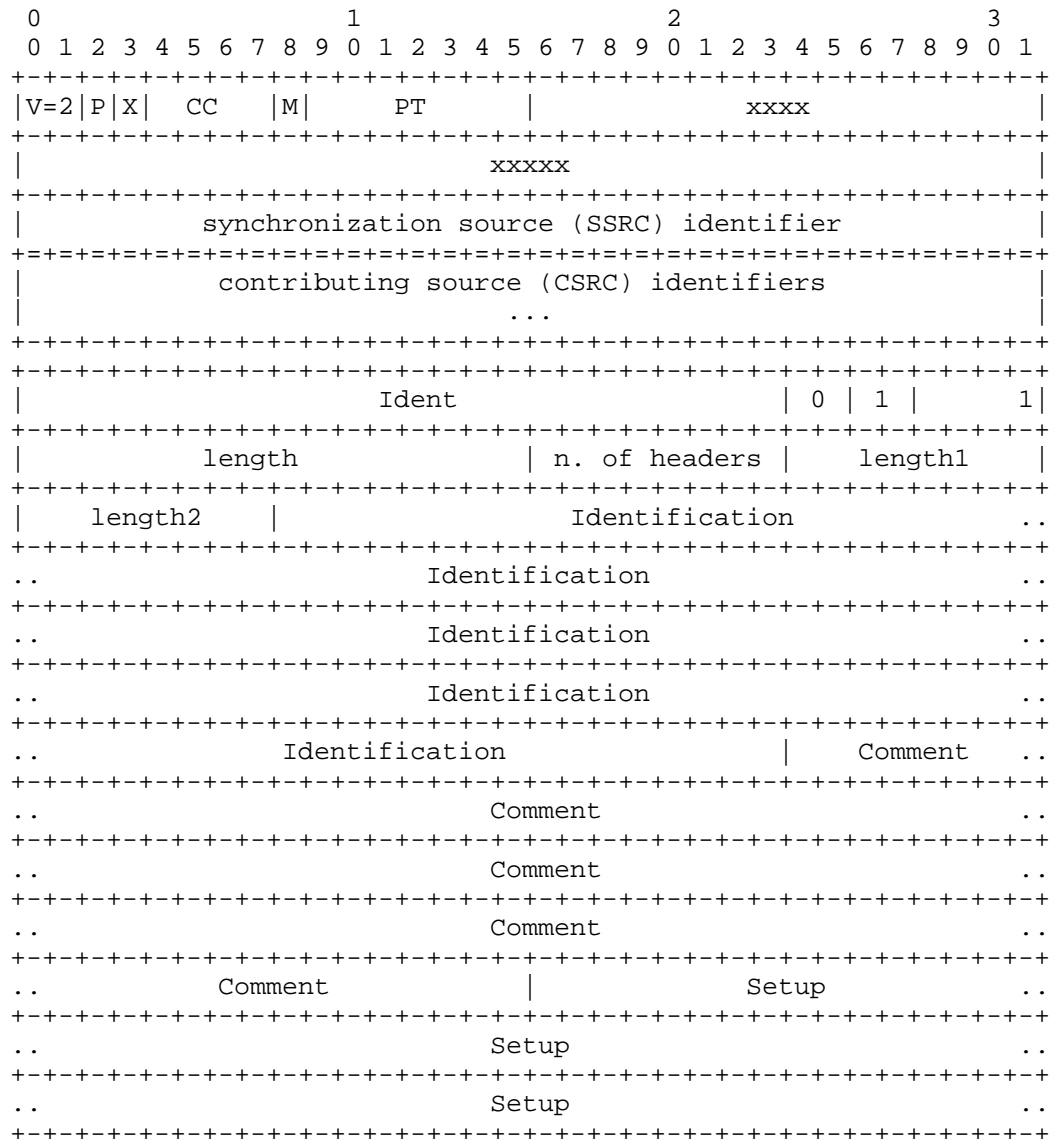 0                   1                   2                   3
 0 1 2 3 4 5 6 7 8 9 0 1 2 3 4 5 6 7 8 9 0 1 2 3 4 5 6 7 8 9 0 1
+-+-+-+-+-+-+-+-+-+-+-+-+-+-+-+-+-+-+-+-+-+-+-+-+-+-+-+-+-+-+-+-+
|V=2|P|X|  CC   |M|     PT      |             xxxx              |
+-+-+-+-+-+-+-+-+-+-+-+-+-+-+-+-+-+-+-+-+-+-+-+-+-+-+-+-+-+-+-+-+
|                             xxxxx                             |
+-+-+-+-+-+-+-+-+-+-+-+-+-+-+-+-+-+-+-+-+-+-+-+-+-+-+-+-+-+-+-+-+
|           synchronization source (SSRC) identifier            |
+=+=+=+=+=+=+=+=+=+=+=+=+=+=+=+=+=+=+=+=+=+=+=+=+=+=+=+=+=+=+=+=+
|            contributing source (CSRC) identifiers             |
|                              ...                              |
+-+-+-+-+-+-+-+-+-+-+-+-+-+-+-+-+-+-+-+-+-+-+-+-+-+-+-+-+-+-+-+-+
+-+-+-+-+-+-+-+-+-+-+-+-+-+-+-+-+-+-+-+-+-+-+-+-+-+-+-+-+-+-+-+-+
|                      Ident                    | 0 | 1 |      1|
+-+-+-+-+-+-+-+-+-+-+-+-+-+-+-+-+-+-+-+-+-+-+-+-+-+-+-+-+-+-+-+-+
|           length              | n. of headers |    length1    |
+-+-+-+-+-+-+-+-+-+-+-+-+-+-+-+-+-+-+-+-+-+-+-+-+-+-+-+-+-+-+-+-+
|    length2    |                  Identification              ..
+-+-+-+-+-+-+-+-+-+-+-+-+-+-+-+-+-+-+-+-+-+-+-+-+-+-+-+-+-+-+-+-+
..                        Identification                       ..
+-+-+-+-+-+-+-+-+-+-+-+-+-+-+-+-+-+-+-+-+-+-+-+-+-+-+-+-+-+-+-+-+
..                        Identification                       ..
+-+-+-+-+-+-+-+-+-+-+-+-+-+-+-+-+-+-+-+-+-+-+-+-+-+-+-+-+-+-+-+-+
..                        Identification                       ..
+-+-+-+-+-+-+-+-+-+-+-+-+-+-+-+-+-+-+-+-+-+-+-+-+-+-+-+-+-+-+-+-+
..               Identification                 |    Comment   ..
+-+-+-+-+-+-+-+-+-+-+-+-+-+-+-+-+-+-+-+-+-+-+-+-+-+-+-+-+-+-+-+-+
..                            Comment                          ..
+-+-+-+-+-+-+-+-+-+-+-+-+-+-+-+-+-+-+-+-+-+-+-+-+-+-+-+-+-+-+-+-+
..                            Comment                          ..
+-+-+-+-+-+-+-+-+-+-+-+-+-+-+-+-+-+-+-+-+-+-+-+-+-+-+-+-+-+-+-+-+
..                            Comment                          ..
+-+-+-+-+-+-+-+-+-+-+-+-+-+-+-+-+-+-+-+-+-+-+-+-+-+-+-+-+-+-+-+-+
..           Comment            |             Setup            ..
+-+-+-+-+-+-+-+-+-+-+-+-+-+-+-+-+-+-+-+-+-+-+-+-+-+-+-+-+-+-+-+-+
..                            Setup                            ..
+-+-+-+-+-+-+-+-+-+-+-+-+-+-+-+-+-+-+-+-+-+-+-+-+-+-+-+-+-+-+-+-+
..                            Setup                            ..
+-+-+-+-+-+-+-+-+-+-+-+-+-+-+-+-+-+-+-+-+-+-+-+-+-+-+-+-+-+-+-+-+